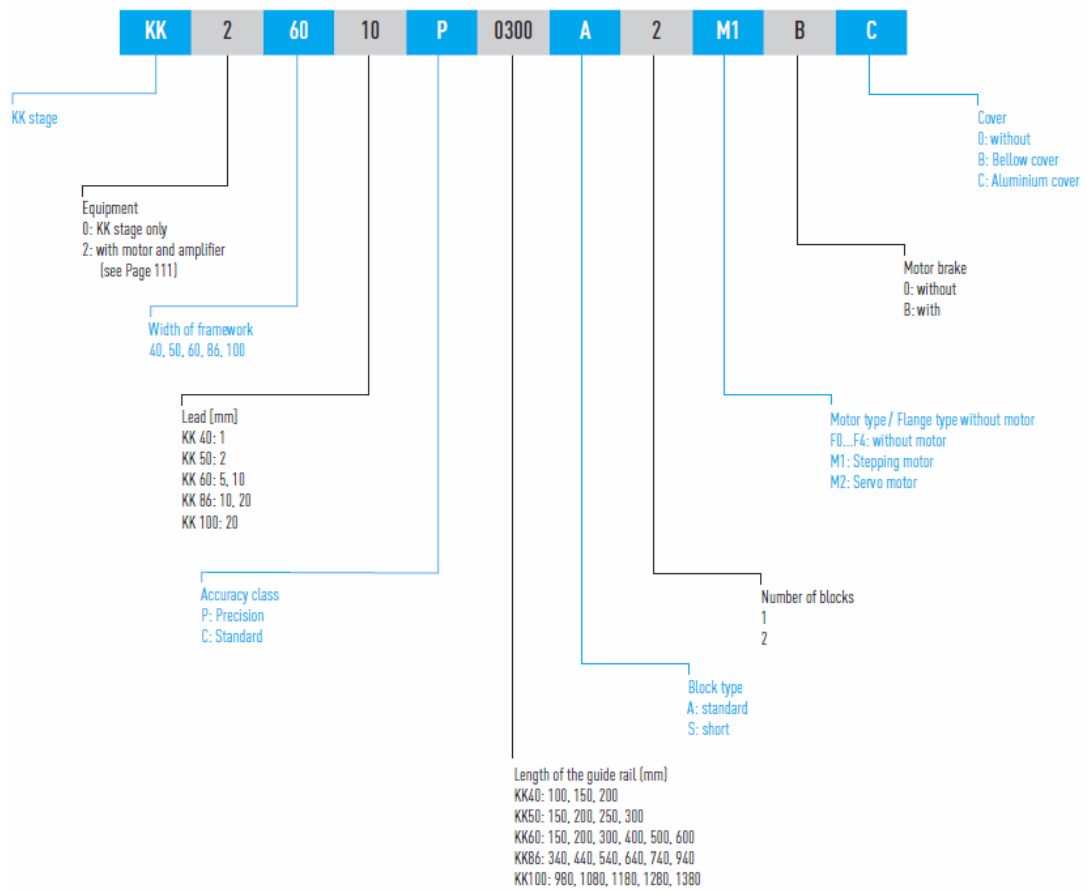 KK 2 60 10 P 0300 A 2 M1 B C
KK stage
Cover
0: without
B: Bellow cover
C: Aluminium cover
Equipment
0: KK stage only
2: with motor and amplifier
(see Page 111)
Motor brake
0: without
B: with
Width of framework
40, 50, 60, 86, 100
Lead [mm]
KK 40: 1
KK 50: 2
KK 60: 5, 10
KK 86: 10, 20
KK 100: 20
Motor type / Flange type without motor
F0...F4: without motor
M1: Stepping motor
M2: Servo motor
Accuracy class
P: Precision
C: Standard
Number of blocks
1
2
Block type
A: standard
S: short
Length of the guide rail (mm)
KK40: 100, 150, 200
KK50: 150, 200, 250, 300
KK60: 150, 200, 300, 400, 500, 600
KK86: 340, 440, 540, 640, 740, 940
KK100: 980, 1080, 1180, 1280, 1380